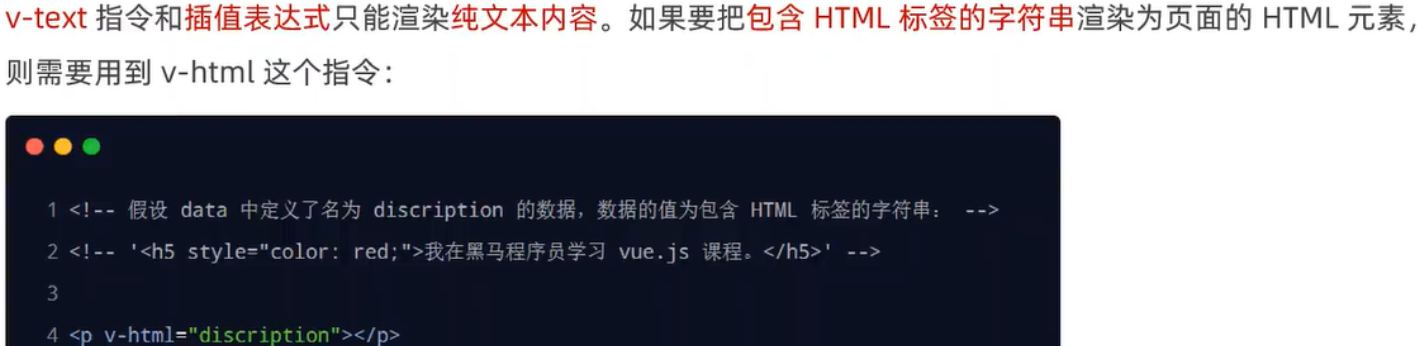 v-text 指令和插值表达式只能渲染纯文本内容。如果要把包含 HTML 标签的字符串渲染为页面的 HTML 元素，
则需要用到 v-html 这个指令：
1 <!-- 假设 data 中定义了名为 discription 的数据，数据的值为包含 HTML 标签的字符串： -->
2 <!-- '<h5 style="color: red;">我在黑马程序员学习 vue.js 课程。</h5>' -->
3
4 <p v-html="discription"></p>